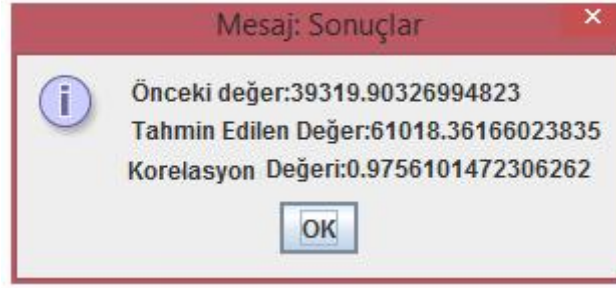 Mesaj: Sonuçlar
Önceki değer:39319.90326994823
Tahmin Edilen Değer:61018.36166023835
Korelasyon Değeri:0.9756101472306262
OK